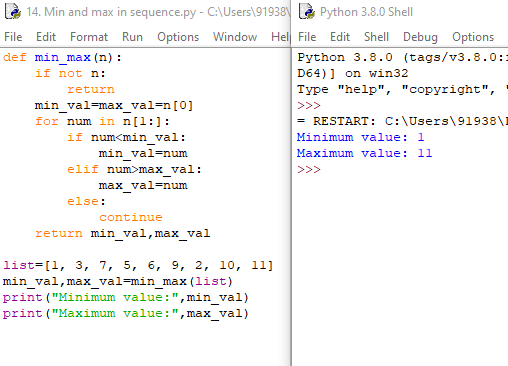 14. Min and max in sequence.py - C:\Users\91938\
File Edit Format Run Options Window Help
def min_max(n):
    if not n:
        return
    min_val=max_val=n[0]
    for num in n[1:]:
        if num<min_val:
            min_val=num
        elif num>max_val:
            max_val=num
        else:
            continue
    return min_val,max_val
list=[1, 3, 7, 5, 6, 9, 2, 10, 11]
min_val,max_val=min_max(list)
print("Minimum value:",min_val)
print("Maximum value:",max_val)
Python 3.8.0 Shell
File Edit Shell Debug Options
Python 3.8.0 (tags/v3.8.0:
D64)] on win32
Type "help", "copyright", "
>>>
= RESTART: C:\Users\91938\
Minimum value: 1
Maximum value: 11
>>>